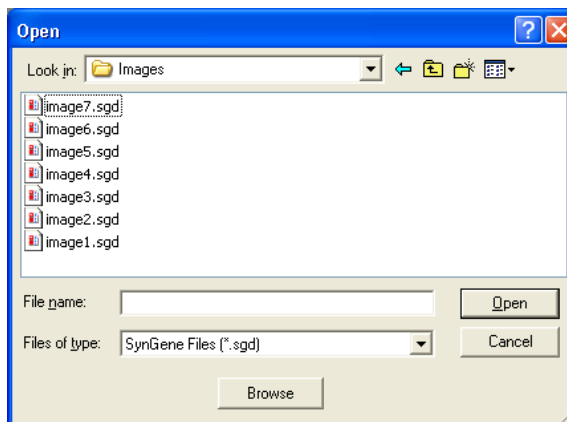 Open
Look in: Images
image7.sgd
image6.sgd
image5.sgd
image4.sgd
image3.sgd
image2.sgd
image1.sgd
File name: Open
Files of type: SynGene Files (*.sgd) Cancel
Browse